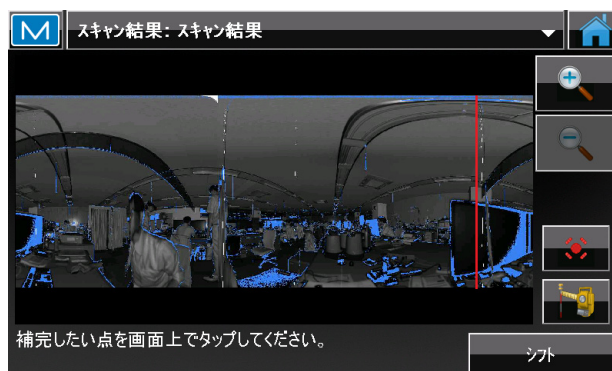 スキャン結果: スキャン結果
補完したい点を画面上でタップしてください。
シフト